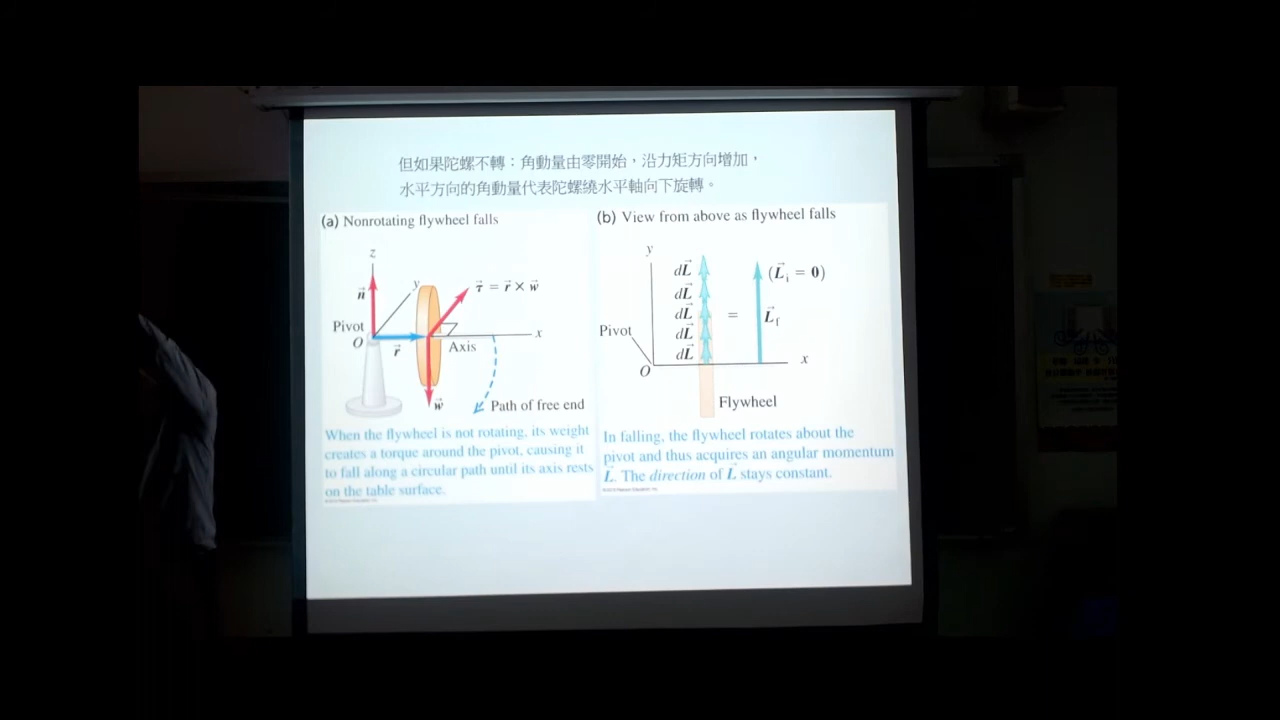 但如果陀螺不轉：角動量由零開始，沿力矩方向增加，
水平方向的角動量代表陀螺繞水平軸向下旋轉。
(a) Nonrotating flywheel falls
z
n⃗
y
τ⃗ = r⃗ × w⃗
Pivot
O
r⃗
Axis
x
w⃗
Path of free end
When the flywheel is not rotating, its weight
creates a torque around the pivot, causing it
to fall along a circular path until its axis rests
on the table surface.
(b) View from above as flywheel falls
y
dL⃗
dL⃗
dL⃗
dL⃗
dL⃗
=
(L⃗i = 0)
L⃗f
Pivot
O
x
Flywheel
In falling, the flywheel rotates about the
pivot and thus acquires an angular momentum
L⃗. The direction of L⃗ stays constant.